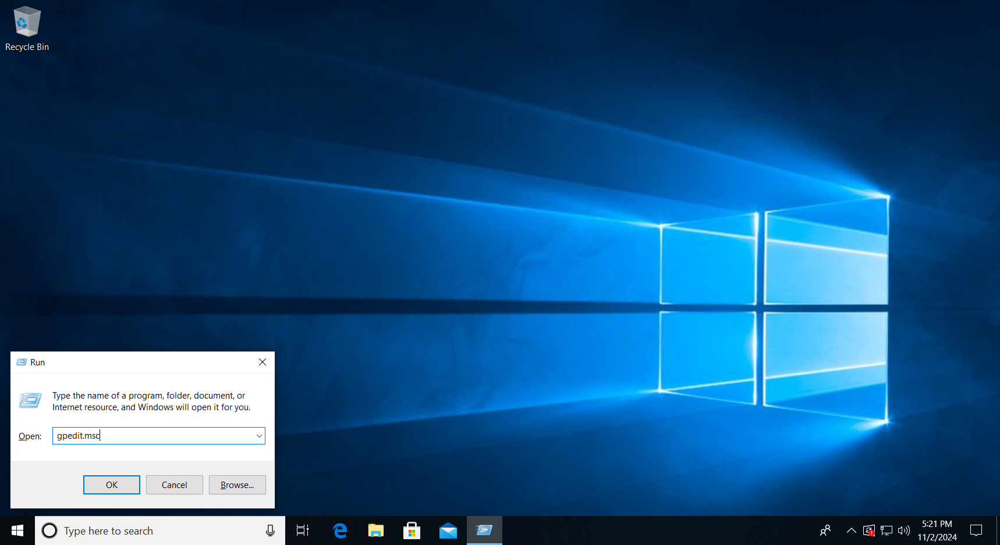 Recycle Bin
Run
Type the name of a program, folder, document, or
Internet resource, and Windows will open it for you.
Open:
gpedit.msc
OK
Cancel
Browse...
Type here to search
5:21 PM
11/2/2024